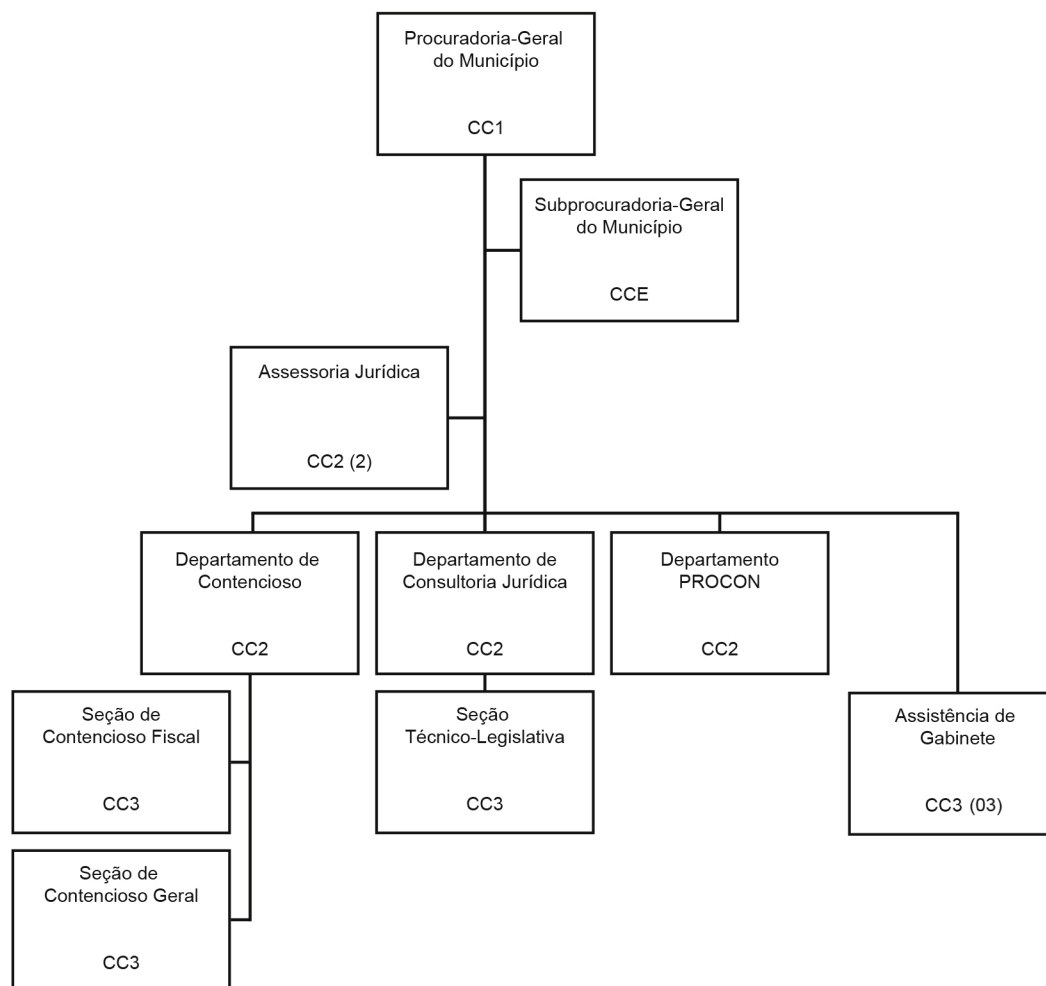 Procuradoria-Geral
do Município
CC1
Subprocuradoria-Geral
do Município
CCE
Assessoria Jurídica
CC2 (2)
Departamento de
Contencioso
CC2
Departamento de
Consultoria Jurídica
CC2
Departamento
PROCON
CC2
Seção de
Contencioso Fiscal
CC3
Seção
Técnico-Legislativa
CC3
Assistência de
Gabinete
CC3 (03)
Seção de
Contencioso Geral
CC3